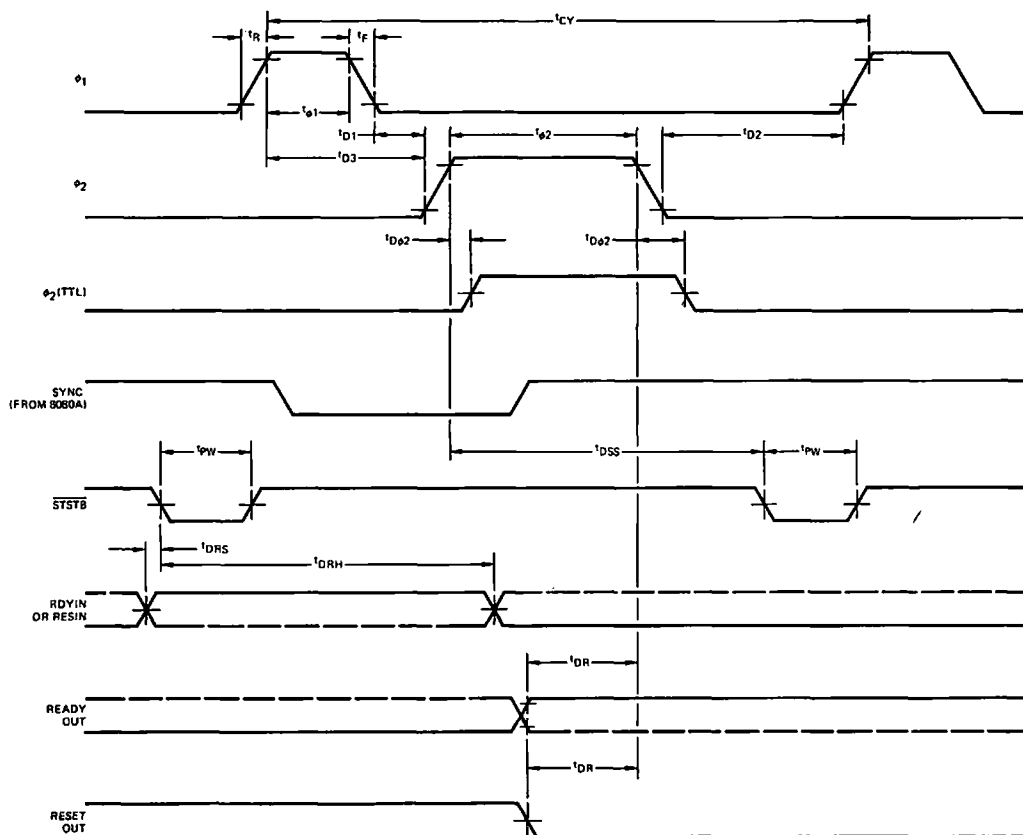 tCY
tR
tF
ϕ1
tϕ1
tD1
tϕ2
tD2
tD3
ϕ2
tDϕ2
tDϕ2
ϕ2(TTL)
SYNC
(FROM 8080A)
tPW
tDSS
tPW
STSTB
tDRS
tDRH
RDYIN
OR RESIN
tDR
READY
OUT
tDR
RESET
OUT